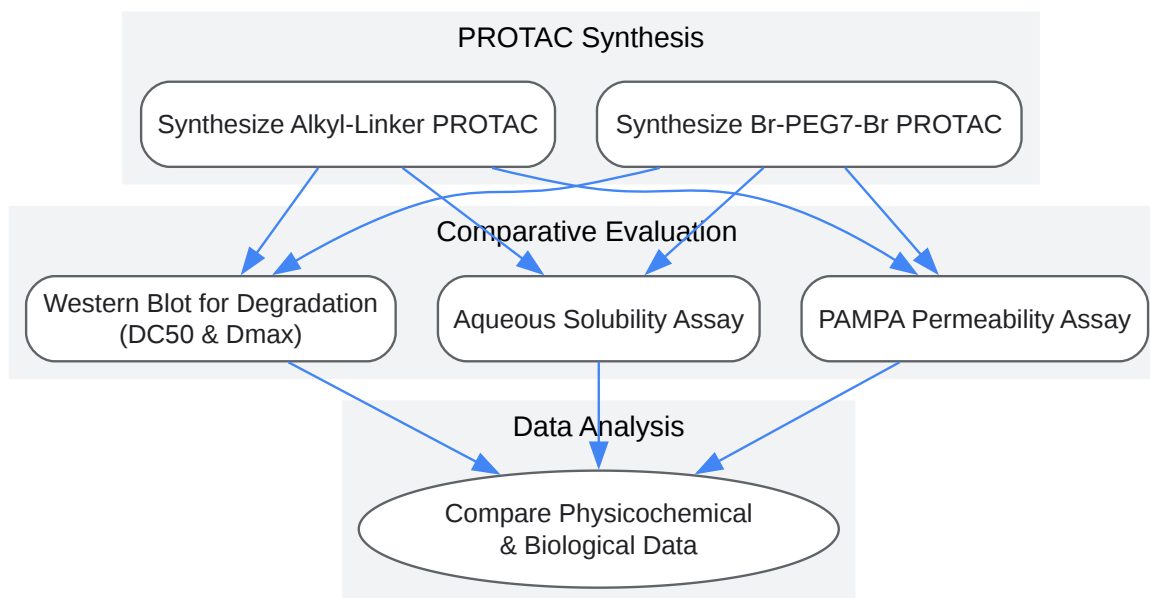 PROTAC Synthesis
Synthesize Alkyl-Linker PROTAC
Synthesize Br-PEG7-Br PROTAC
Comparative Evaluation
Western Blot for Degradation
(DC50 & Dmax)
Aqueous Solubility Assay
PAMPA Permeability Assay
Data Analysis
Compare Physicochemical
& Biological Data